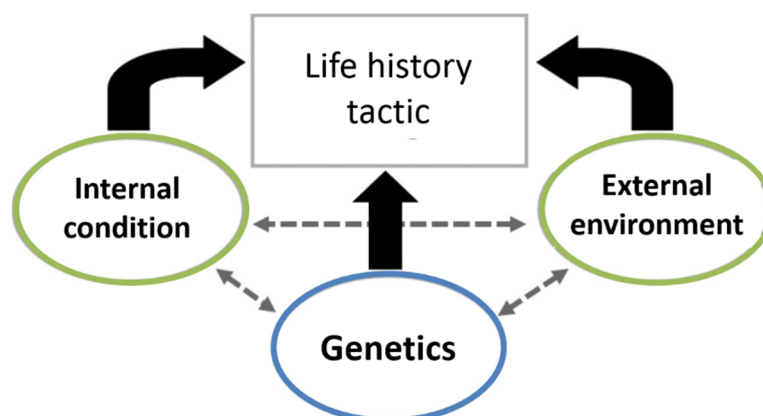 Life history
tactic
Internal
condition
External
environment
Genetics